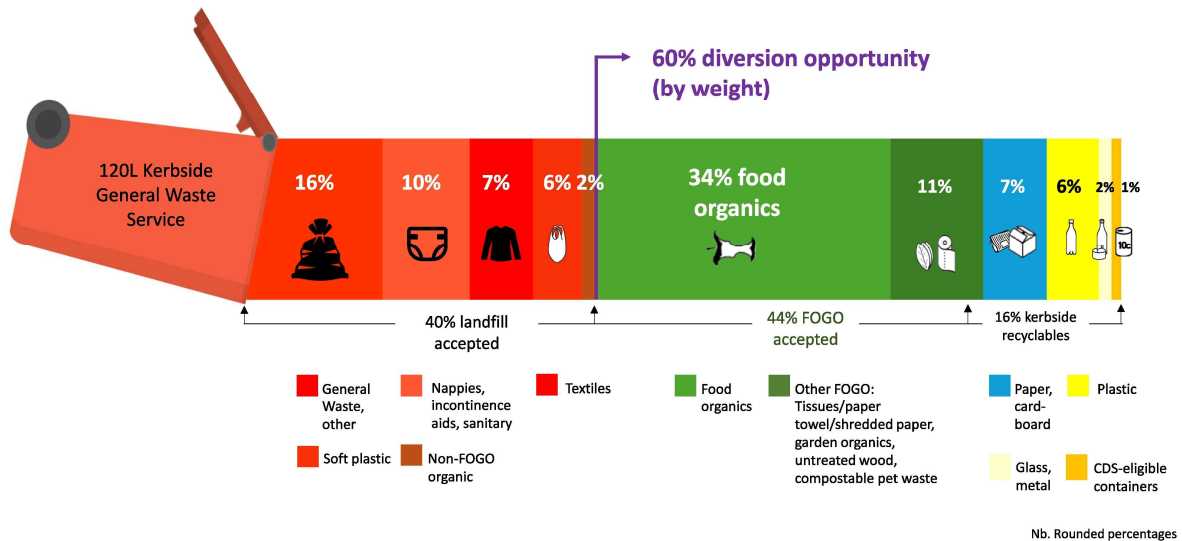 60% diversion opportunity
(by weight)
120L Kerbside
General Waste
Service
16%
10%
7%
6%
2%
34% food
organics
11%
7%
6%
2%
1%
10c
40% landfill
accepted
44% FOGO
accepted
16% kerbside
recyclables
General
Waste,
other
Nappies,
incontinence
aids, sanitary
Textiles
Soft plastic
Non-FOGO
organic
Food
organics
Other FOGO:
Tissues/paper
towel/shredded paper,
garden organics,
untreated wood,
compostable pet waste
Paper,
card-
board
Plastic
Glass,
metal
CDS-eligible
containers
Nb. Rounded percentages